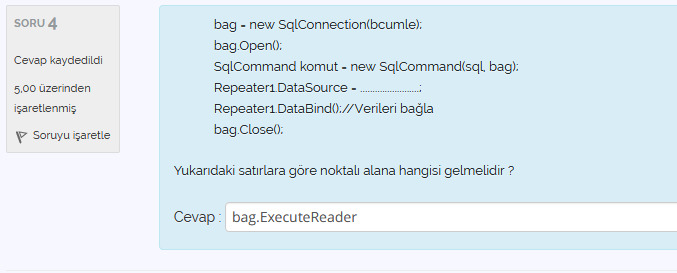 SORU 4
Cevap kaydedildi
5,00 üzerinden
işaretlenmiş
Soruyu işaretle
bag = new SqlConnection(bcumle);
bag.Open();
SqlCommand komut = new SqlCommand(sql, bag);
Repeater1.DataSource = ........................;
Repeater1.DataBind();//Verileri bağla
bag.Close();
Yukarıdaki satırlara göre noktalı alana hangisi gelmelidir ?
Cevap : bag.ExecuteReader